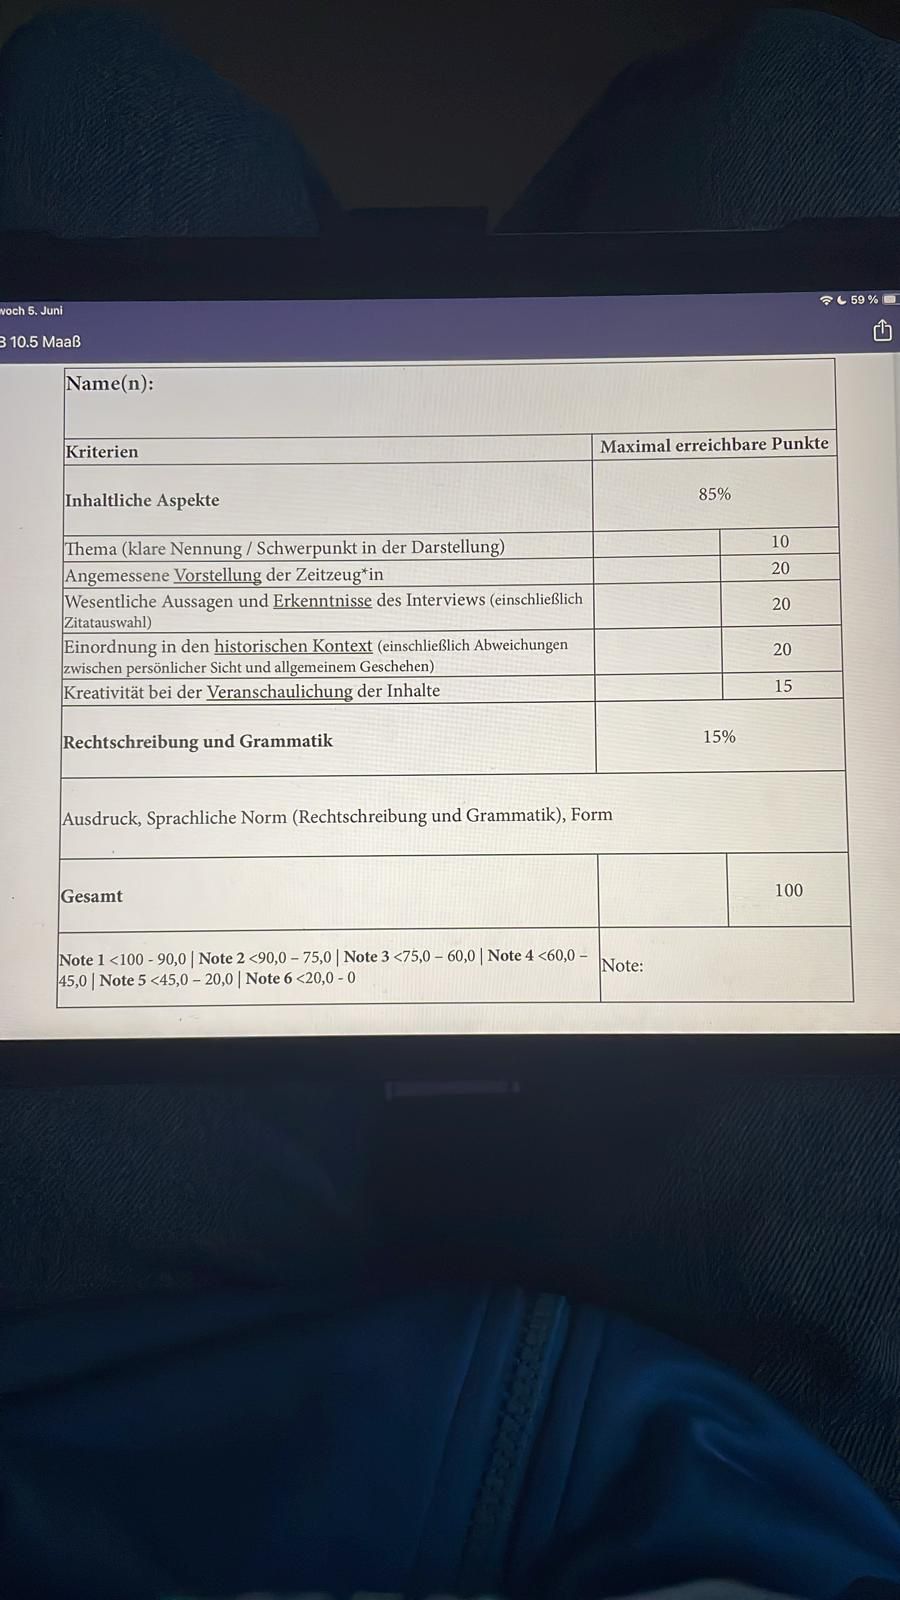 woch 5. Juni
59 %
10.5 Maaß
Name(n):
Kriterien
Maximal erreichbare Punkte
Inhaltliche Aspekte
85%
Thema (klare Nennung / Schwerpunkt in der Darstellung)
10
Angemessene Vorstellung der Zeitzeug*in
20
Wesentliche Aussagen und Erkenntnisse des Interviews (einschließlich
Zitatauswahl)
20
Einordnung in den historischen Kontext (einschließlich Abweichungen
zwischen persönlicher Sicht und allgemeinem Geschehen)
20
Kreativität bei der Veranschaulichung der Inhalte
15
Rechtschreibung und Grammatik
15%
Ausdruck, Sprachliche Norm (Rechtschreibung und Grammatik), Form
Gesamt
100
Note 1 <100 - 90,0 | Note 2 <90,0 – 75,0 | Note 3 <75,0 – 60,0 | Note 4 <60,0 –
45,0 | Note 5 <45,0 – 20,0 | Note 6 <20,0 - 0
Note: